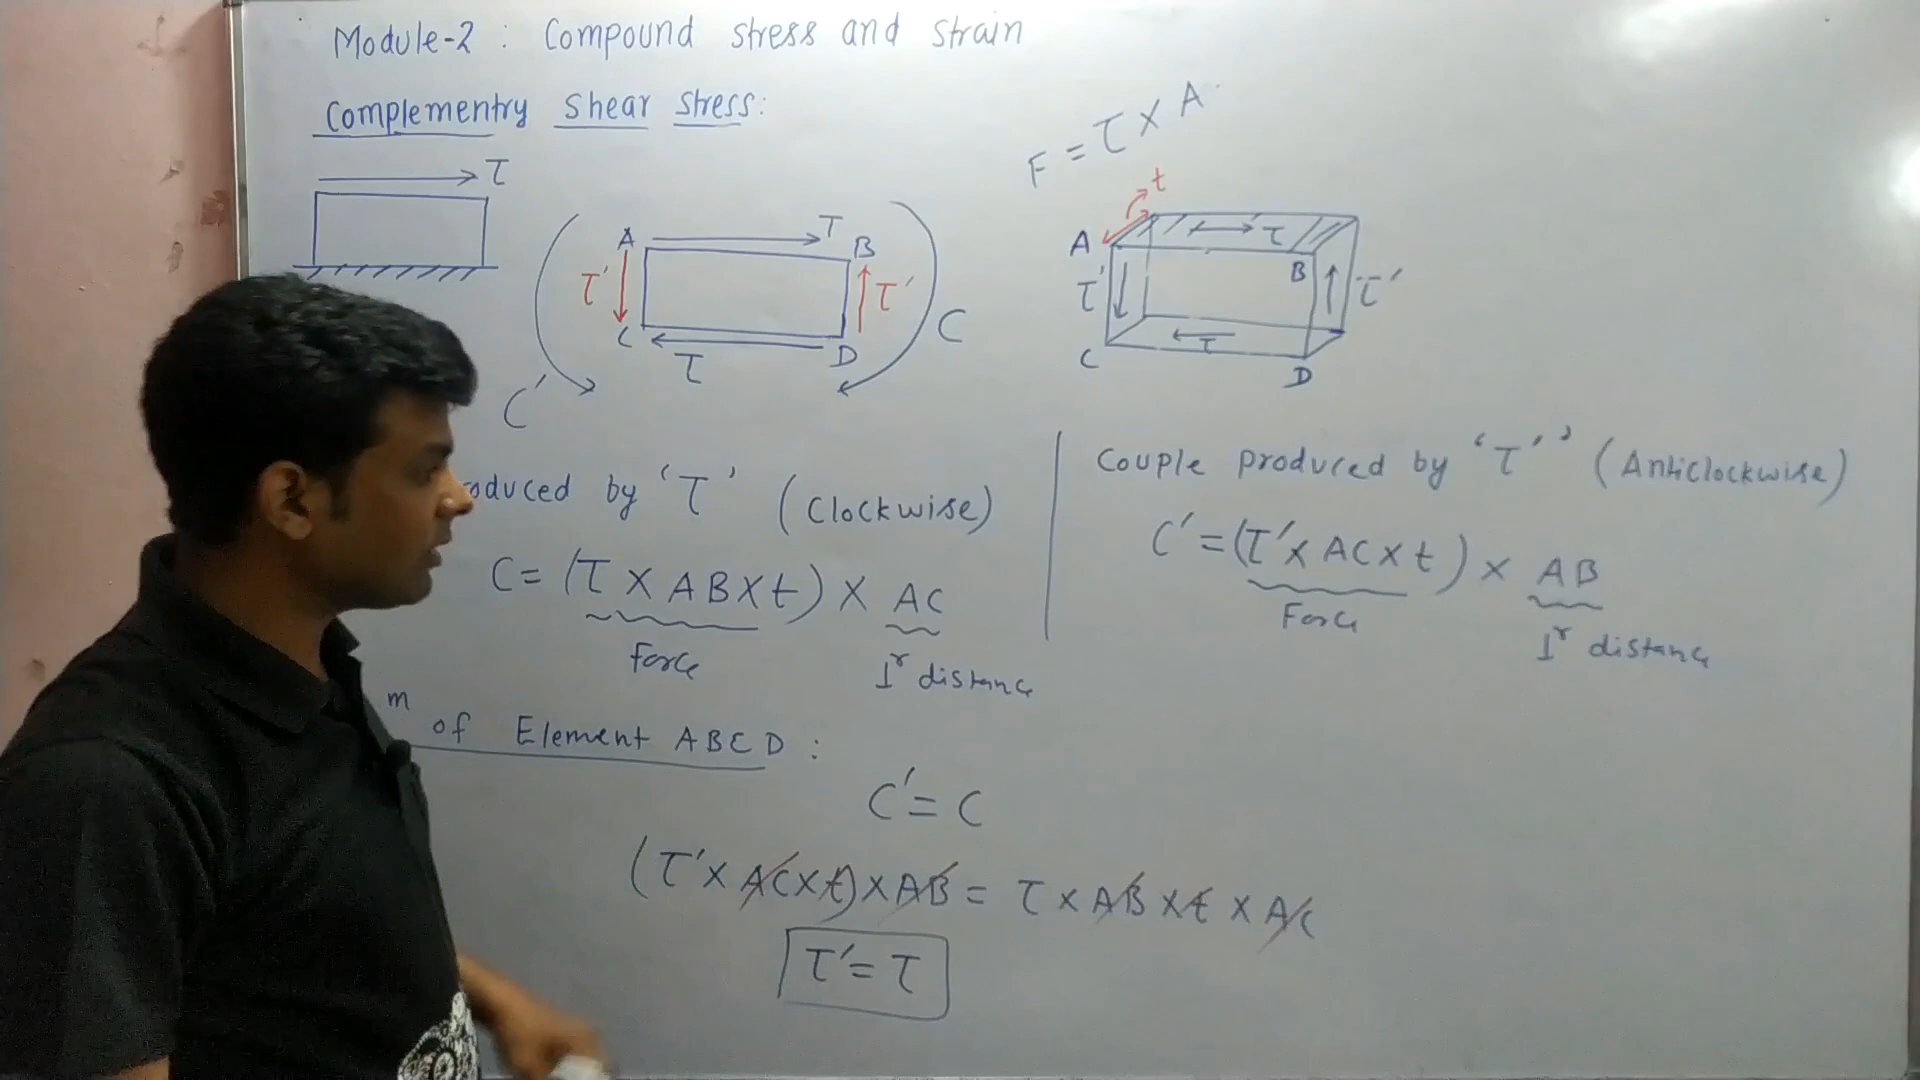 Module-2 : Compound stress and strain
Complementry shear stress:
F = τ × A
τ
A τ B
τ' τ'
C τ D
C' C
t
A τ B
τ' τ'
C τ D
by 'τ' (Clockwise)
C = (τ × AB × t) × AC
Force ⊥r distance
Couple produced by 'τ'' (Anticlockwise)
C' = (τ' × AC × t) × AB
Force ⊥r distance
m of Element ABCD :
C' = C
(τ' × AC × t) × AB = τ × AB × t × AC
τ' = τ